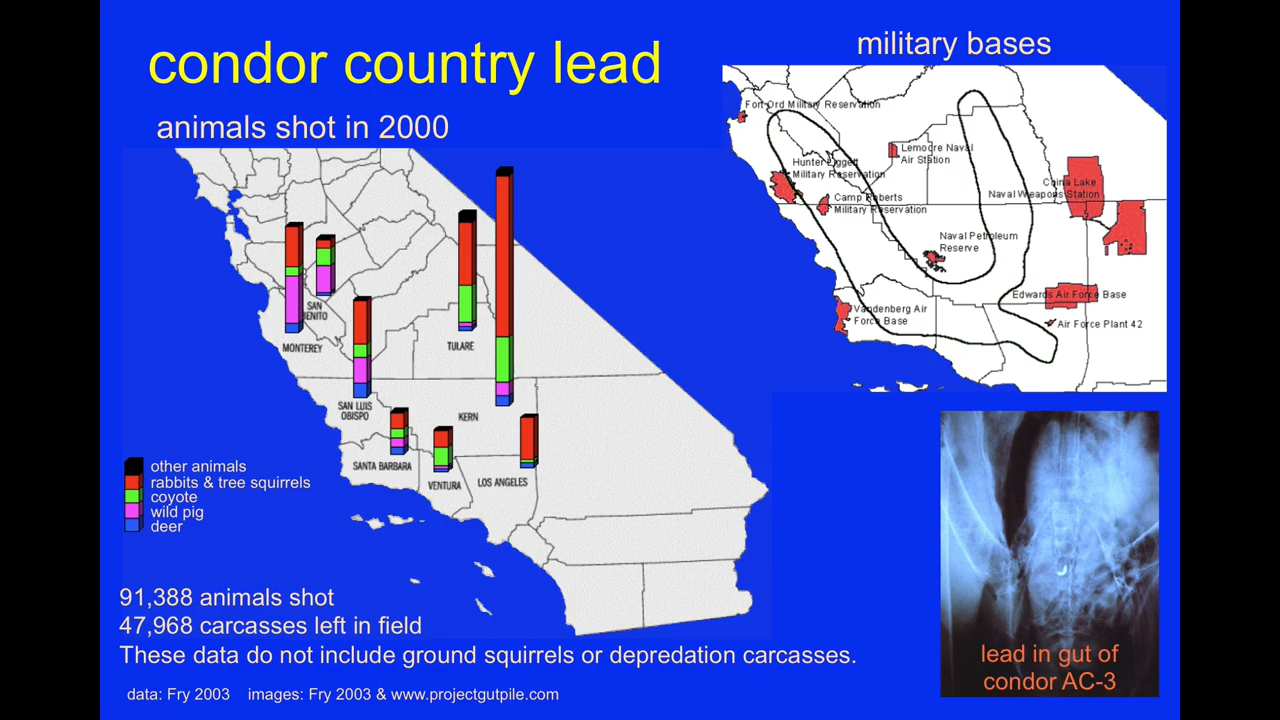 condor country lead
animals shot in 2000
MONTEREY
SAN
BENITO
SAN LUIS
OBISPO
TULARE
KERN
SANTA BARBARA
VENTURA
LOS ANGELES
other animals
rabbits & tree squirrels
coyote
wild pig
deer
91,388 animals shot
47,968 carcasses left in field
These data do not include ground squirrels or depredation carcasses.
data: Fry 2003 images: Fry 2003 & www.projectgutpile.com
military bases
Fort Ord Military Reservation
Lemoore Naval
Air Station
Hunter Liggett
Military Reservation
Camp Roberts
Military Reservation
China Lake
Naval Weapons Station
Naval Petroleum
Reserve
Edwards Air Force Base
Vandenberg Air
Force Base
Air Force Plant 42
lead in gut of
condor AC-3